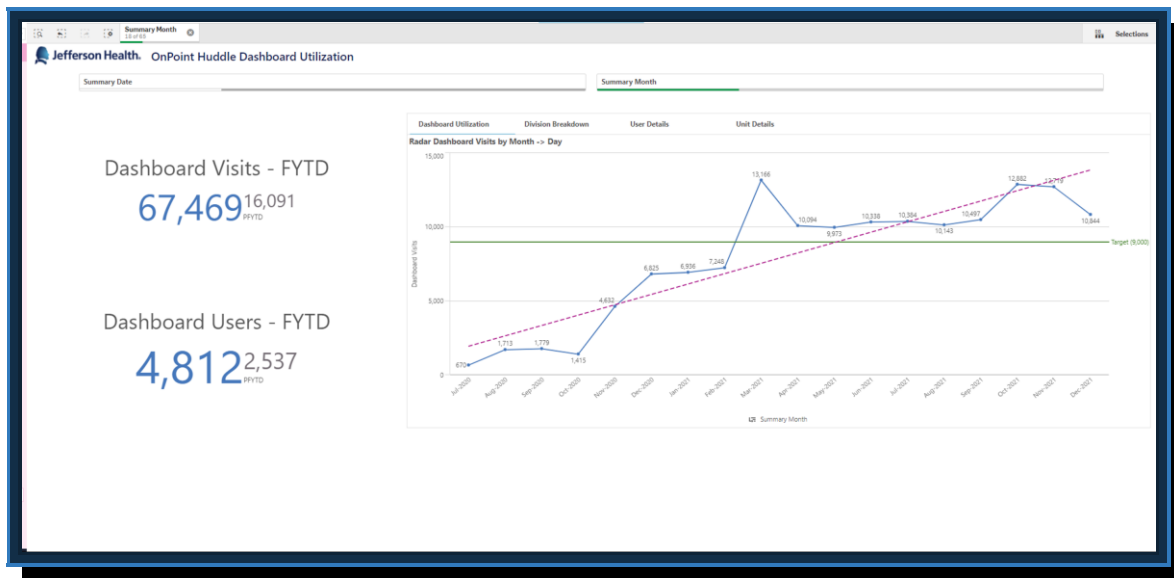 Summary Month
18 of 93
Selections
Jefferson Health. OnPoint Huddle Dashboard Utilization
Summary Date
Summary Month
Dashboard Utilization
Division Breakdown
User Details
Unit Details
Radar Dashboard Visits by Month -> Day
Dashboard Visits - FYTD
67,469
16,091
PFYTD
Dashboard Users - FYTD
4,812
2,537
PFYTD
Dashboard Visits
15,000
10,000
5,000
0
670
1,713
1,779
1,415
4,632
6,825
6,936
7,248
13,166
10,094
9,973
10,338
10,384
10,143
10,497
12,882
10,844
Target (9,000)
Jul-2020
Aug-2020
Sep-2020
Oct-2020
Nov-2020
Dec-2020
Jan-2021
Feb-2021
Mar-2021
Apr-2021
May-2021
Jun-2021
Jul-2021
Aug-2021
Sep-2021
Oct-2021
Nov-2021
Dec-2021
Summary Month